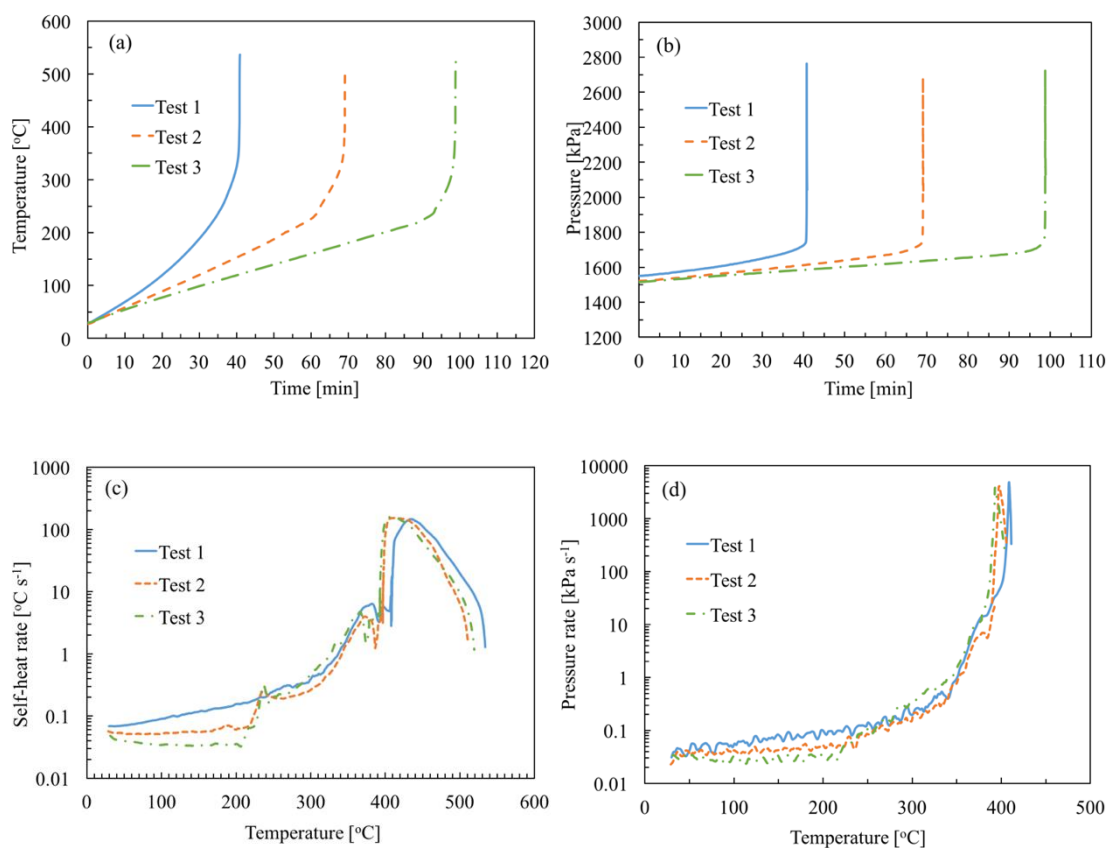 (a)
600
500
400
300
200
100
0
Temperature [°C]
Test 1
Test 2
Test 3
0 10 20 30 40 50 60 70 80 90 100 110 120
Time [min]
(b)
3000
2800
2600
2400
2200
2000
1800
1600
1400
1200
Pressure [kPa]
Test 1
Test 2
Test 3
0 10 20 30 40 50 60 70 80 90 100 110
Time [min]
(c)
1000
100
10
1
0.1
0.01
Self-heat rate [°C s⁻¹]
Test 1
Test 2
Test 3
0 100 200 300 400 500 600
Temperature [°C]
(d)
10000
1000
100
10
1
0.1
0.01
Pressure rate [kPa s⁻¹]
Test 1
Test 2
Test 3
0 100 200 300 400 500
Temperature [°C]